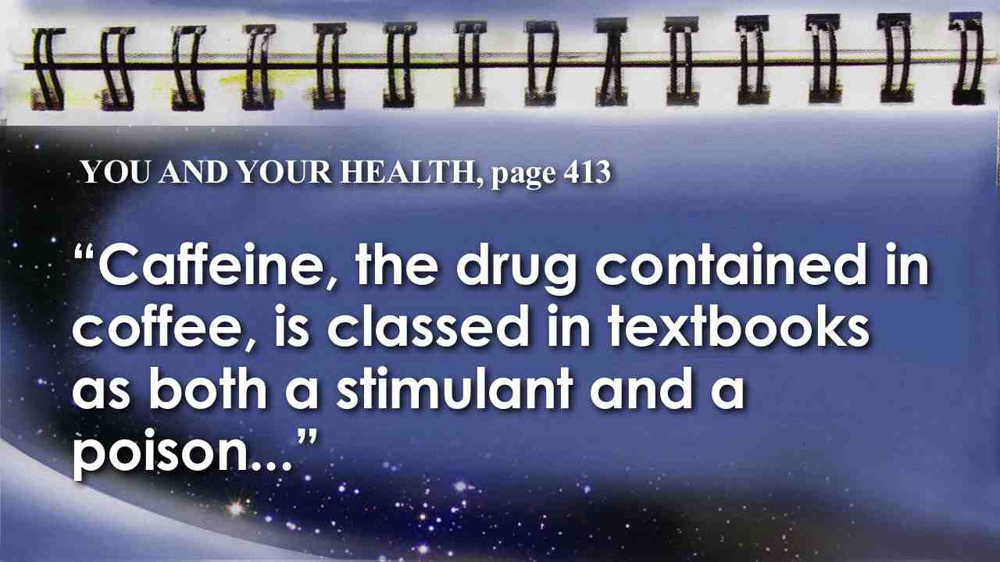 YOU AND YOUR HEALTH, page 413
“Caffeine, the drug contained in
coffee, is classed in textbooks
as both a stimulant and a
poison...”